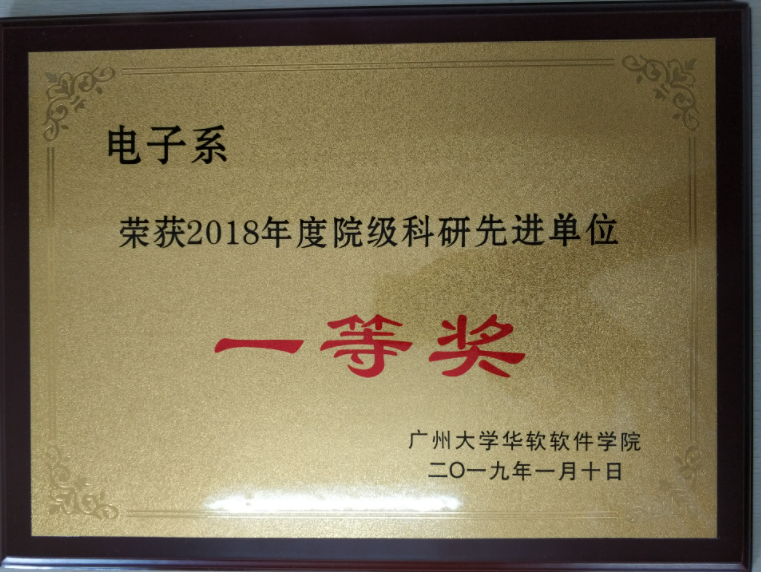 电子系
荣获2018年度院级科研先进单位
一等奖
广州大学华软软件学院
二〇一九年一月十日